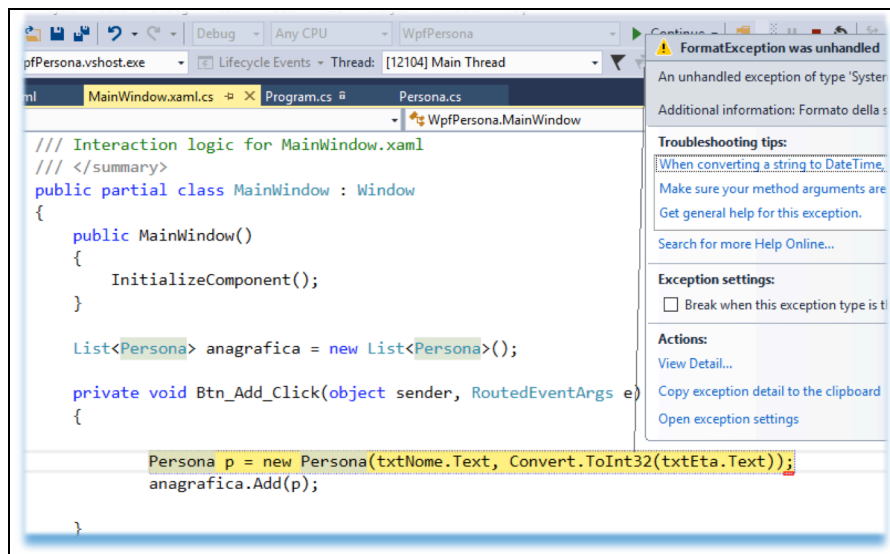 Debug Any CPU WpfPersona Continue
pfPersona.vshost.exe Lifecycle Events Thread: [12104] Main Thread
ml MainWindow.xaml.cs Program.cs Persona.cs
WpfPersona.MainWindow
/// Interaction logic for MainWindow.xaml
/// </summary>
public partial class MainWindow : Window
{
public MainWindow()
{
InitializeComponent();
}
List<Persona> anagrafica = new List<Persona>();
private void Btn_Add_Click(object sender, RoutedEventArgs e)
{
Persona p = new Persona(txtNome.Text, Convert.ToInt32(txtEta.Text));
anagrafica.Add(p);
}
FormatException was unhandled
An unhandled exception of type 'System
Additional information: Formato della s
Troubleshooting tips:
When converting a string to DateTime,
Make sure your method arguments are
Get general help for this exception.
Search for more Help Online...
Exception settings:
Break when this exception type is t
Actions:
View Detail...
Copy exception detail to the clipboard
Open exception settings